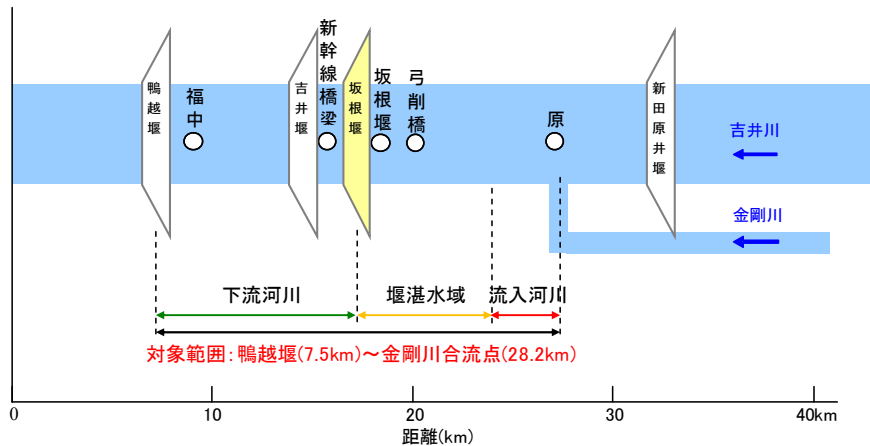 鴨越堰
福中
吉井堰
新幹線橋梁
坂根堰
坂根堰
弓削橋
原
新田原井堰
吉井川
金剛川
下流河川
堰湛水域
流入河川
対象範囲:鴨越堰(7.5km)～金剛川合流点(28.2km)
0
10
20
30
40km
距離(km)